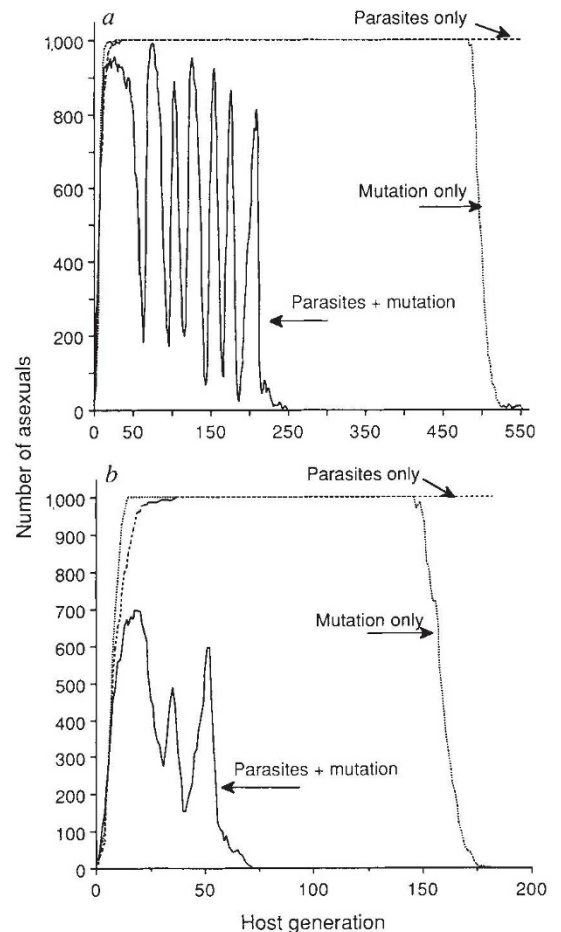 a
Parasites only
1,000
800
600
400
200
0
Mutation only
Parasites + mutation
0 50 150 250 350 450 550
Number of asexuals
b
Parasites only
1,000
900
800
700
600
500
400
300
200
100
0
Mutation only
Parasites + mutation
0 50 100 150 200
Host generation